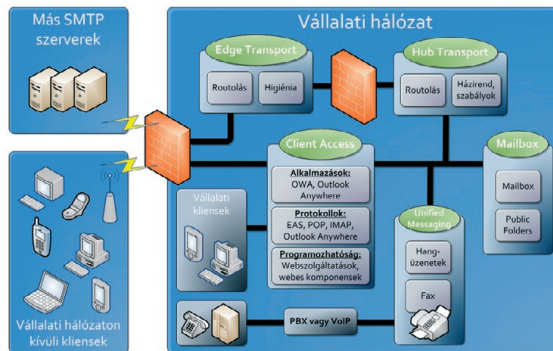 Más SMTP
szerverek
Vállalati hálózaton
kívüli kliensek
Vállalati hálózat
Edge Transport
Routolás
Higiénia
Hub Transport
Routolás
Házirend,
szabályok
Client Access
Alkalmazások:
OWA, Outlook
Anywhere
Protokollok:
EAS, POP, IMAP,
Outlook Anywhere
Programozhatóság:
Webszolgáltatások,
webes komponensek
Vállalati
kliensek
Mailbox
Mailbox
Public
Folders
Unified
Messaging
Hang-
üzenetek
Fax
PBX vagy VoIP